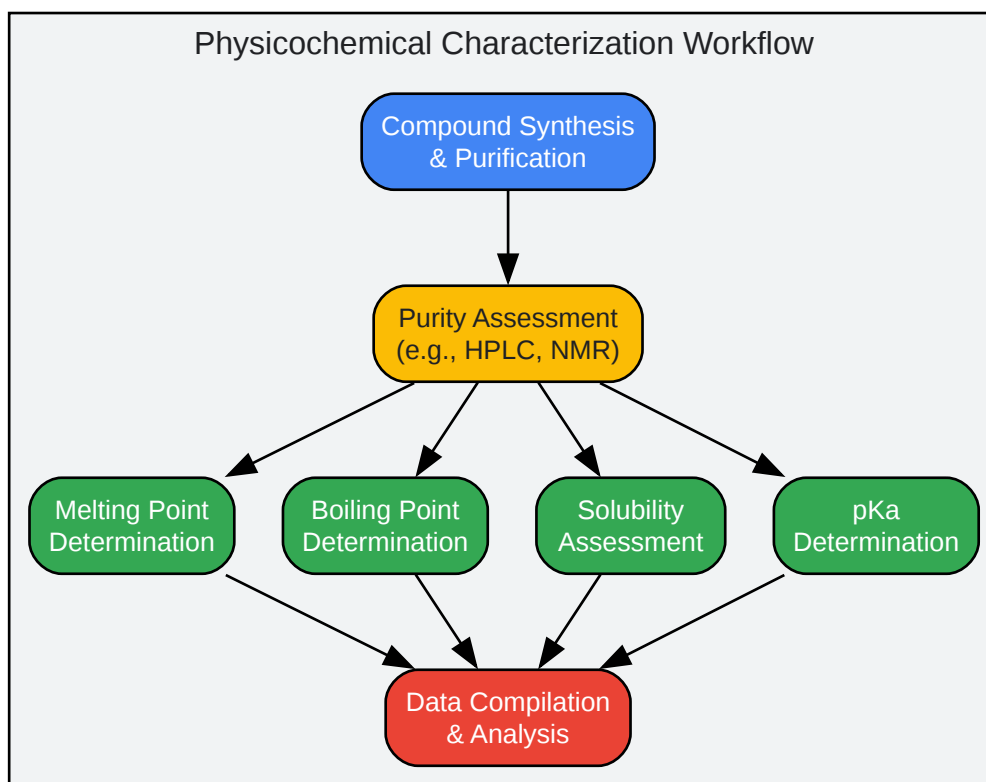 Physicochemical Characterization Workflow
Compound Synthesis
& Purification
Purity Assessment
(e.g., HPLC, NMR)
Melting Point
Determination
Boiling Point
Determination
Solubility
Assessment
pKa
Determination
Data Compilation
& Analysis